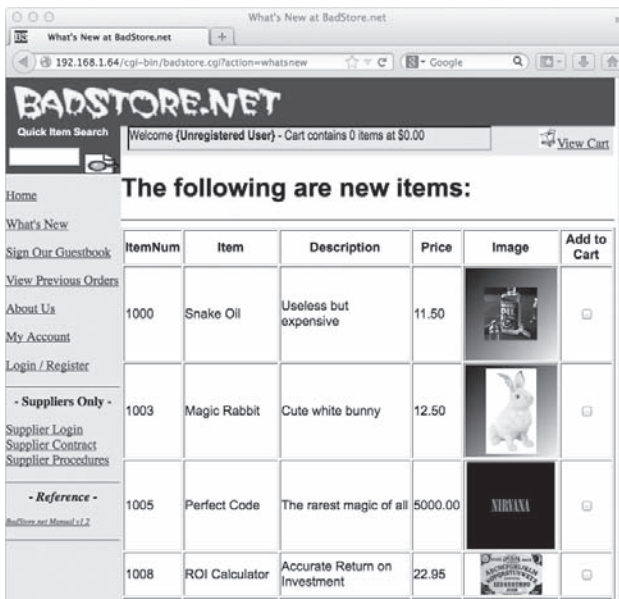 What's New at BadStore.net
What's New at BadStore.net
192.168.1.64/cgi-bin/badstore.cgi?action=whatsnew
Google
BADSTORE.NET
Quick Item Search
Welcome {Unregistered User} - Cart contains 0 items at $0.00
View Cart
Home
What's New
Sign Our Guestbook
View Previous Orders
About Us
My Account
Login / Register
- Suppliers Only -
Supplier Login
Supplier Contract
Supplier Procedures
- Reference -
BadStore.net Manual v1.2
The following are new items:
ItemNum Item Description Price Image Add to Cart
1000 Snake Oil Useless but expensive 11.50
1003 Magic Rabbit Cute white bunny 12.50
1005 Perfect Code The rarest magic of all 5000.00
NIRVANA
1008 ROI Calculator Accurate Return on Investment 22.95